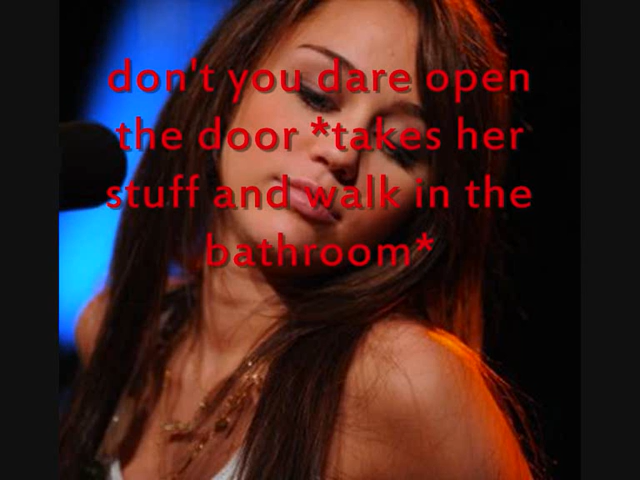 don't you dare open
the door *takes her
stuff and walk in the
bathroom*